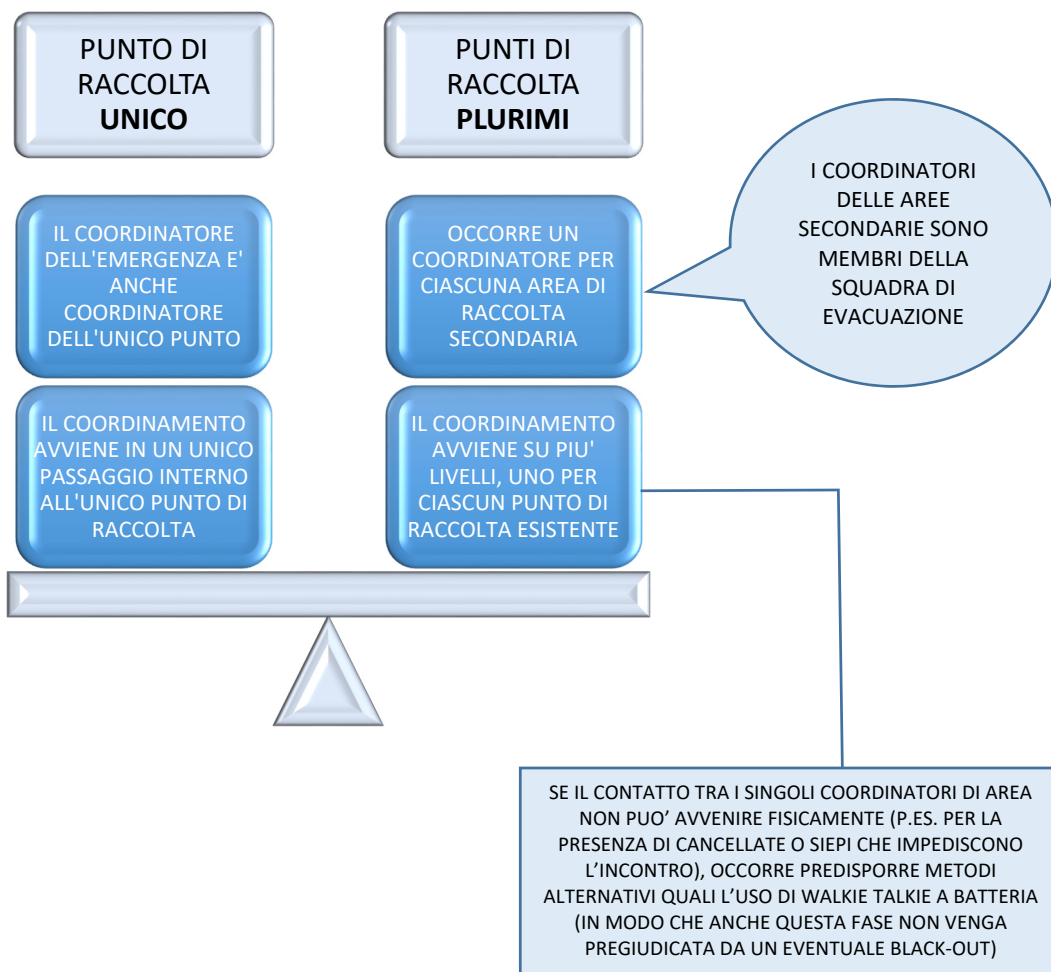 PUNTO DI
RACCOLTA
UNICO
PUNTI DI
RACCOLTA
PLURIMI
I COORDINATORI
DELLE AREE
SECONDARIE SONO
MEMBRI DELLA
SQUADRA DI
EVACUAZIONE
IL COORDINATORE
DELL'EMERGENZA E'
ANCHE
COORDINATORE
DELL'UNICO PUNTO
OCCORRE UN
COORDINATORE PER
CIASCUNA AREA DI
RACCOLTA
SECONDARIA
IL COORDINAMENTO
AVVIENE IN UN UNICO
PASSAGGIO INTERNO
ALL'UNICO PUNTO DI
RACCOLTA
IL COORDINAMENTO
AVVIENE SU PIU'
LIVELLI, UNO PER
CIASCUN PUNTO DI
RACCOLTA ESISTENTE
SE IL CONTATTO TRA I SINGOLI COORDINATORI DI AREA
NON PUO’ AVVENIRE FISICAMENTE (P.ES. PER LA
PRESENZA DI CANCELLATE O SIEPI CHE IMPEDISCONO
L’INCONTRO), OCCORRE PREDISPORRE METODI
ALTERNATIVI QUALI L’USO DI WALKIE TALKIE A BATTERIA
(IN MODO CHE ANCHE QUESTA FASE NON VENGA
PREGIUDICATA DA UN EVENTUALE BLACK-OUT)